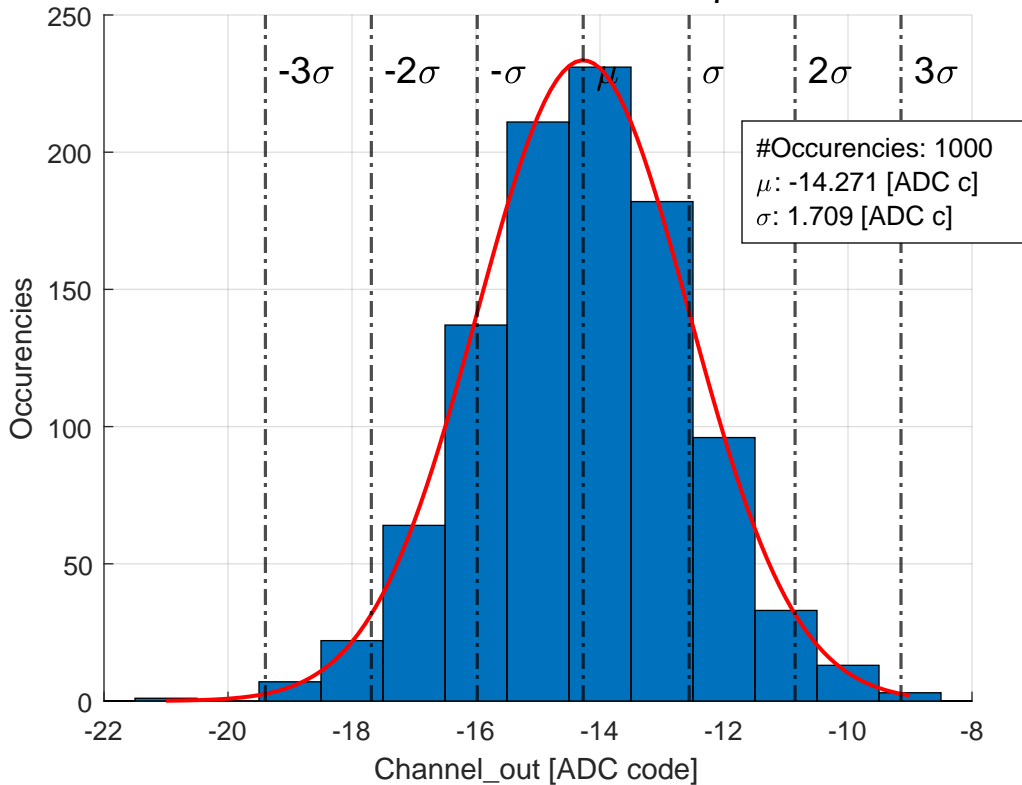 250
200
150
100
50
0
-3σ
-2σ
-σ
μ
σ
2σ
3σ
#Occurencies: 1000
μ: -14.271 [ADC c]
σ: 1.709 [ADC c]
Occurencies
-22
-20
-18
-16
-14
-12
-10
-8
Channel_out [ADC code]